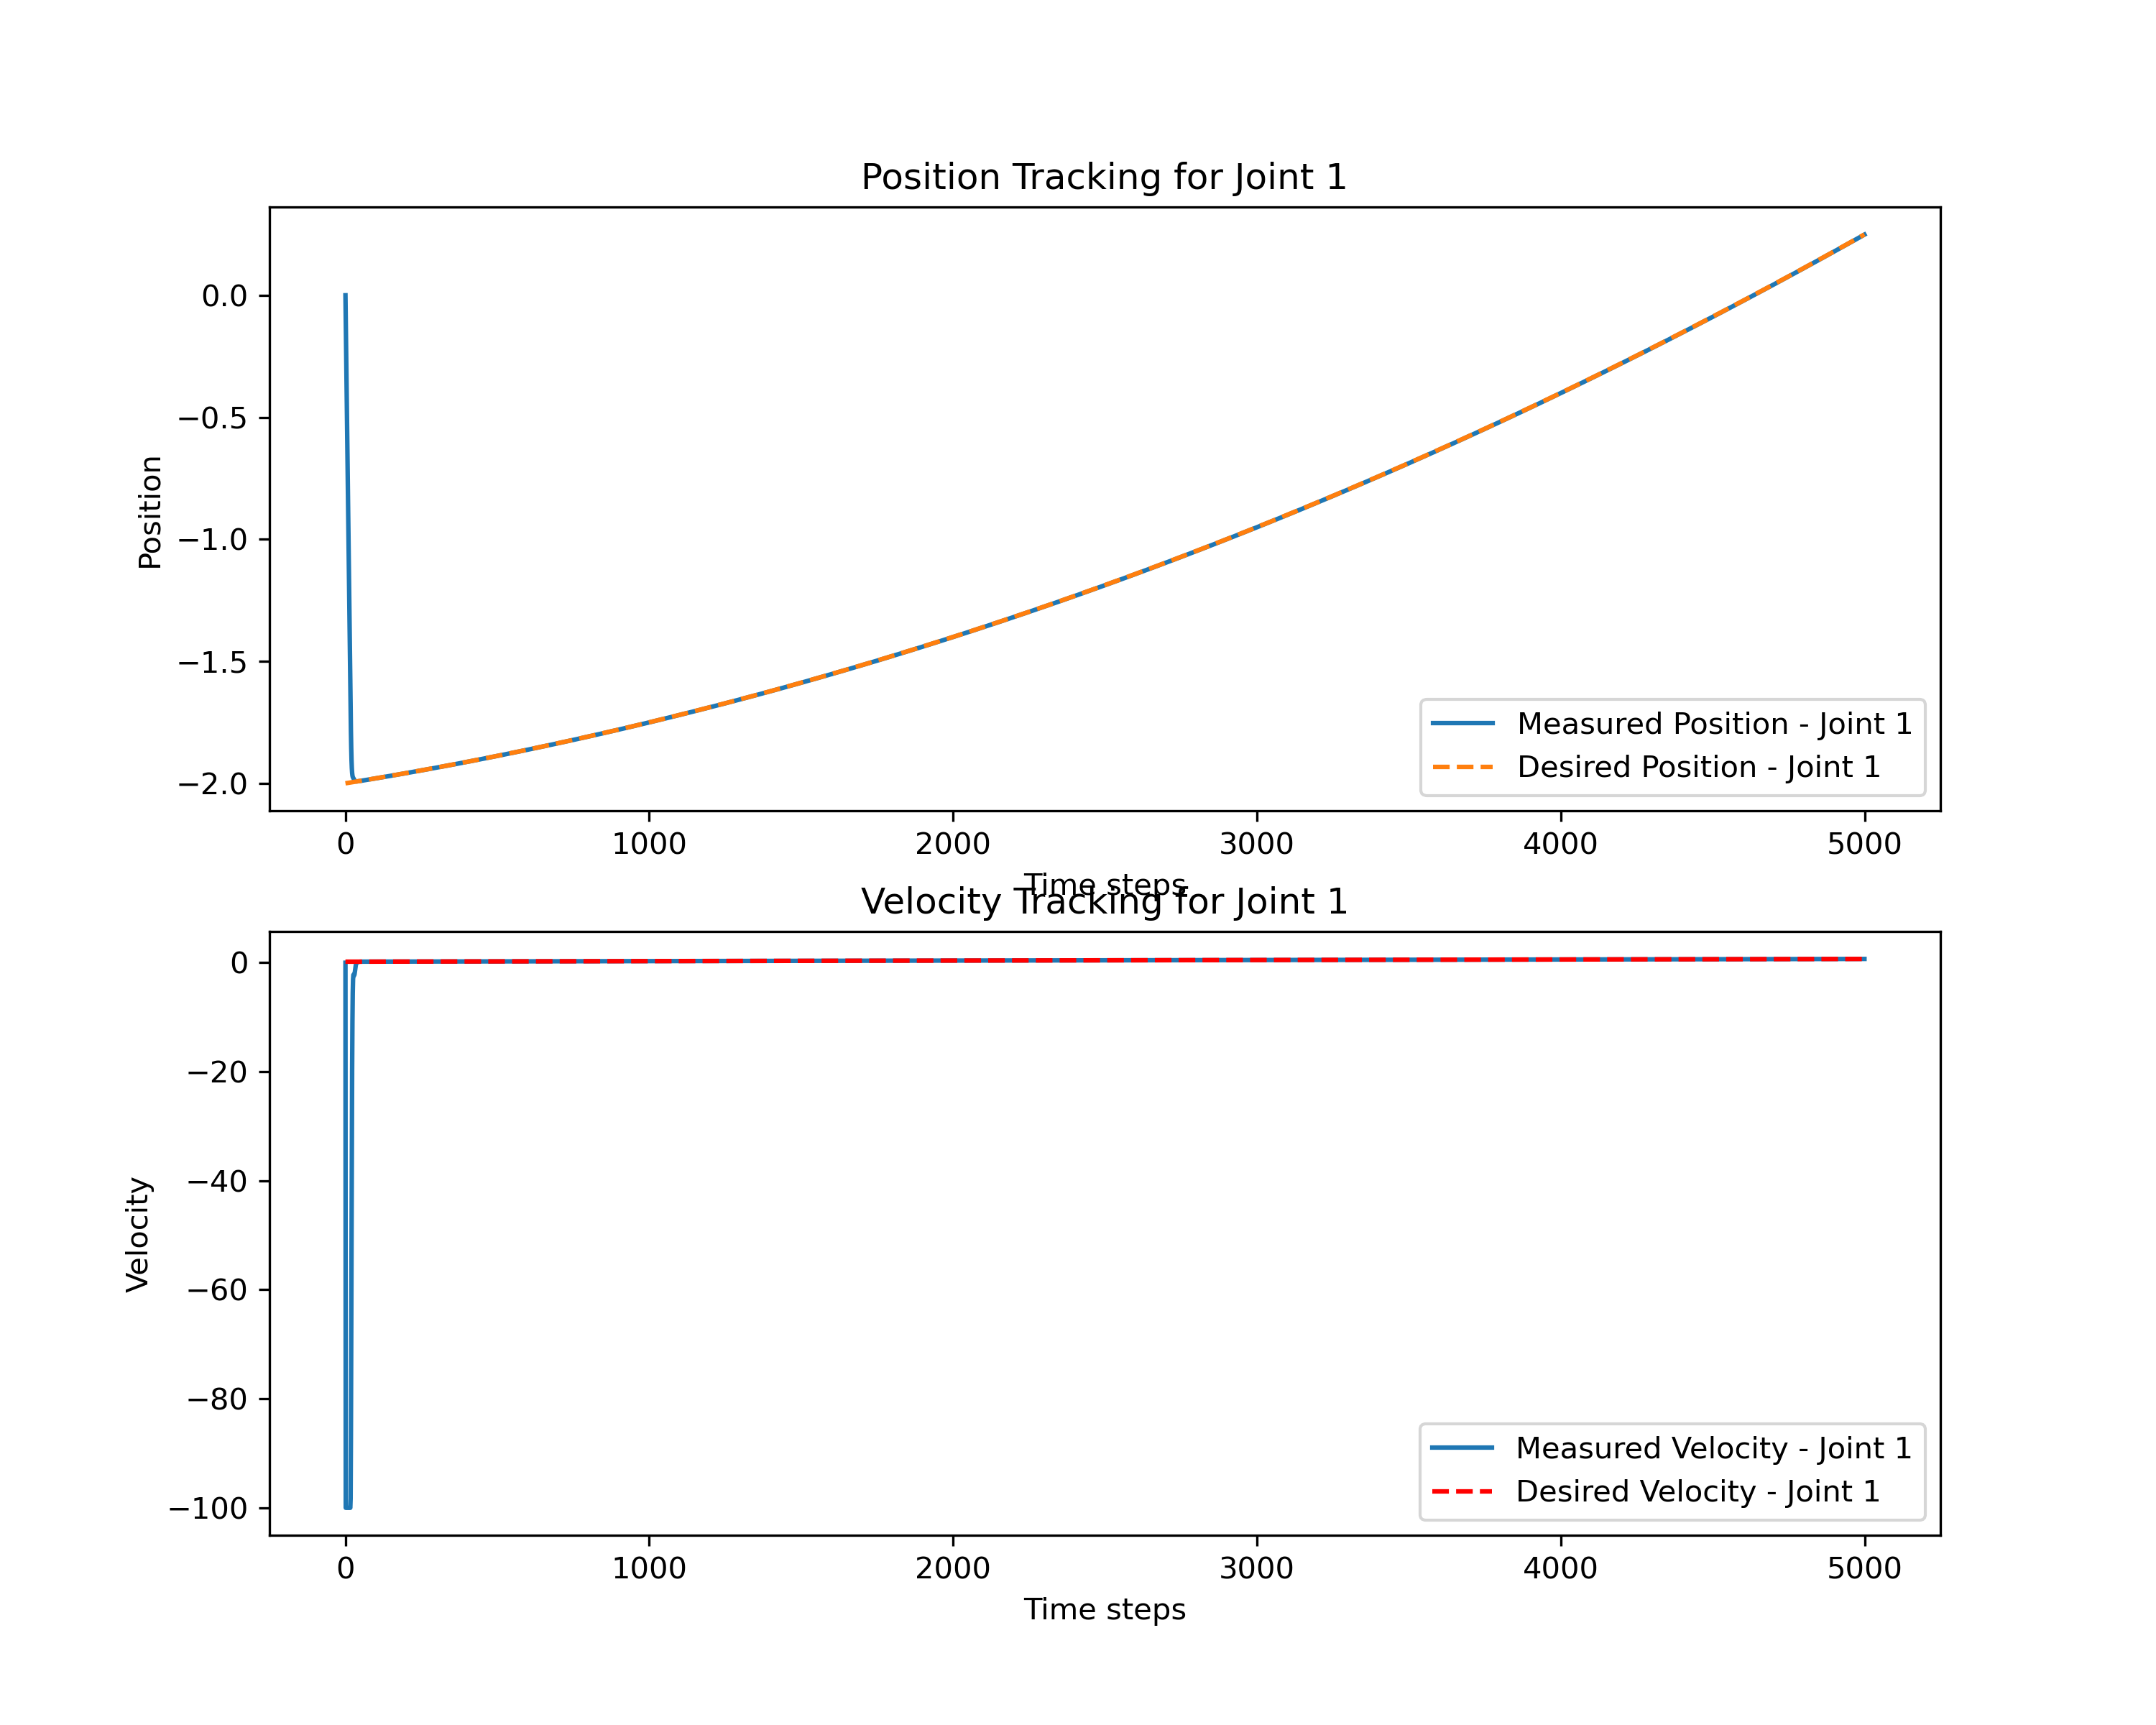 Position Tracking for Joint 1
0.0
−0.5
−1.0
−1.5
−2.0
Position
Measured Position - Joint 1
Desired Position - Joint 1
0 1000 2000 3000 4000 5000
Time steps
Velocity Tracking for Joint 1
0
−20
−40
−60
−80
−100
Velocity
Measured Velocity - Joint 1
Desired Velocity - Joint 1
0 1000 2000 3000 4000 5000
Time steps